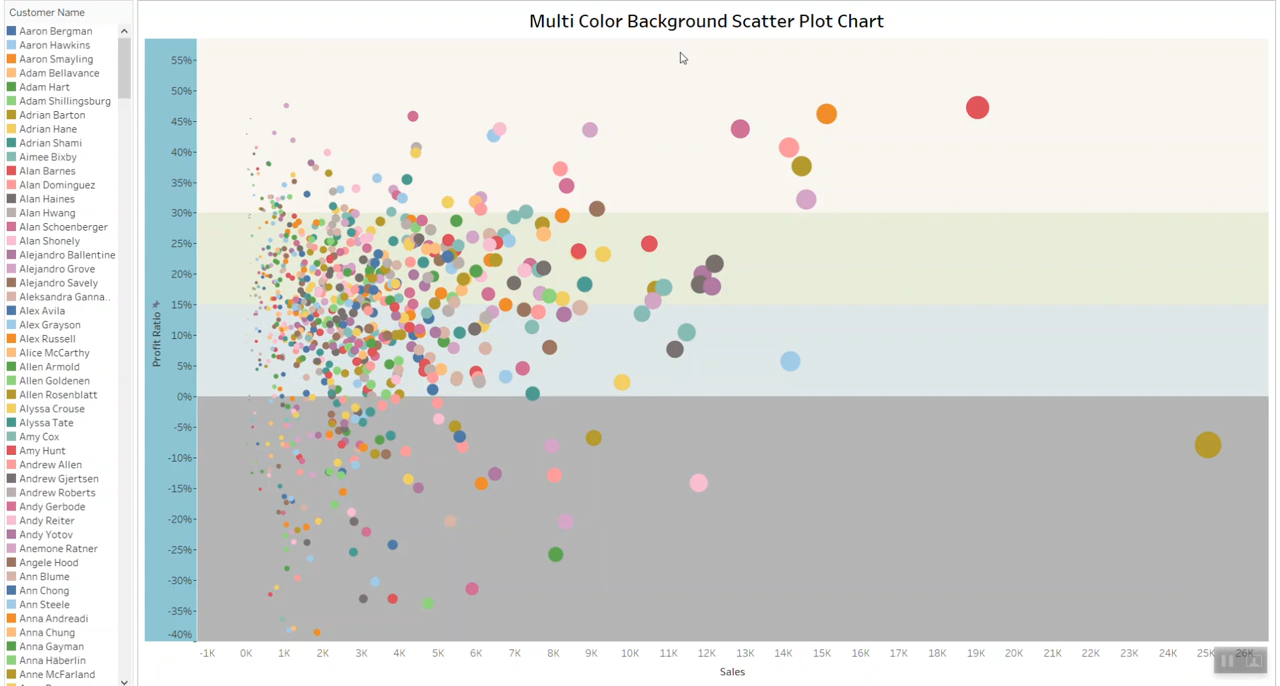 Customer Name
Aaron Bergman
Aaron Hawkins
Aaron Smayling
Adam Bellavance
Adam Hart
Adam Shillingsburg
Adrian Barton
Adrian Hane
Adrian Shami
Aimee Bixby
Alan Barnes
Alan Dominguez
Alan Haines
Alan Hwang
Alan Schoenberger
Alan Shonely
Alejandro Ballentine
Alejandro Grove
Alejandro Savely
Aleksandra Ganna..
Alex Avila
Alex Grayson
Alex Russell
Alice McCarthy
Allen Armold
Allen Goldenen
Allen Rosenblatt
Alyssa Crouse
Alyssa Tate
Amy Cox
Amy Hunt
Andrew Allen
Andrew Gjertsen
Andrew Roberts
Andy Gerbode
Andy Reiter
Andy Yotov
Anemone Ratner
Angele Hood
Ann Blume
Ann Chong
Ann Steele
Anna Andreadi
Anna Chung
Anna Gayman
Anna Häberlin
Anne McFarland
Multi Color Background Scatter Plot Chart
Profit Ratio
55%
50%
45%
40%
35%
30%
25%
20%
15%
10%
5%
0%
-5%
-10%
-15%
-20%
-25%
-30%
-35%
-40%
-1K 0K 1K 2K 3K 4K 5K 6K 7K 8K 9K 10K 11K 12K 13K 14K 15K 16K 17K 18K 19K 20K 21K 22K 23K 24K 25K 26K
Sales